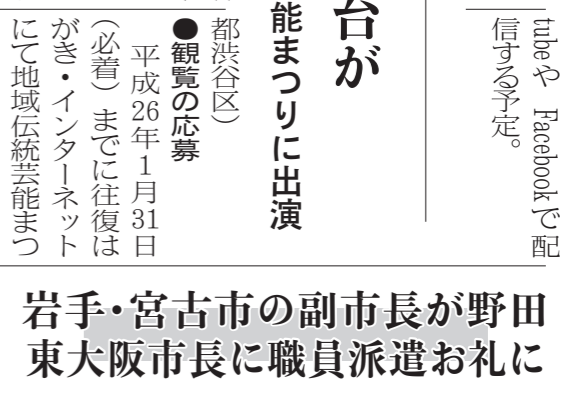 tubeや Facebookで配
信する予定。
台が
能まつりに出演
都渋谷区）
●観覧の応募
平成26年1月31日
（必着）までに往復は
がき・インターネット
にて地域伝統芸能まつ
岩手・宮古市の副市長が野田
東大阪市長に職員派遣お礼に